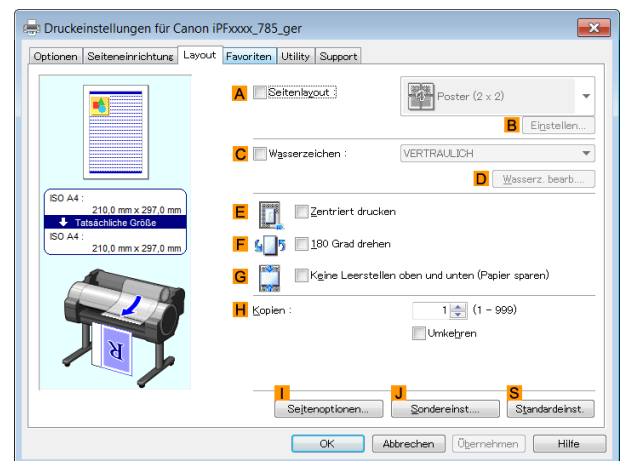 Druckeinstellungen für Canon iPFxxxx_785_ger
Optionen Seiteneinrichtung Layout Favoriten Utility Support
A Seitenlayout : Poster (2 x 2)
B Einstellen...
C Wasserzeichen : VERTRAULICH
D Wasserz. bearb....
ISO A4 :
210,0 mm x 297,0 mm
Tatsächliche Größe
ISO A4 :
210,0 mm x 297,0 mm
E Zentriert drucken
F 180 Grad drehen
G Keine Leerstellen oben und unten (Papier sparen)
H Kopien : 1 (1 - 999)
Umkehren
R
I J S
Seitenoptionen... Sondereinst.... Standardeinst.
OK Abbrechen Übernehmen Hilfe